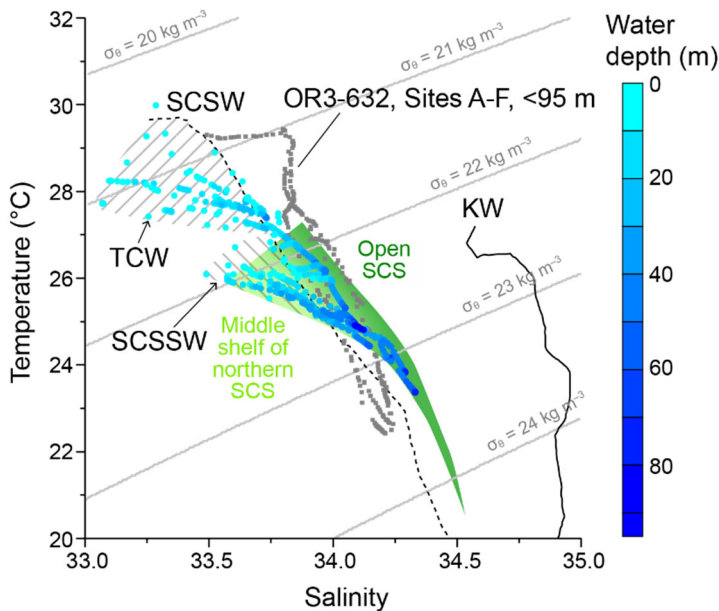 Water
depth (m)
32
σθ = 20 kg m⁻³
σθ = 21 kg m⁻³
0
30
SCSW
OR3-632, Sites A-F, <95 m
σθ = 22 kg m⁻³
28
20
KW
TCW
Open
SCS
26
40
σθ = 23 kg m⁻³
SCSSW
Middle
shelf of
northern
SCS
24
60
σθ = 24 kg m⁻³
22
80
20
Temperature (°C)
33.0
33.5
34.0
34.5
35.0
Salinity